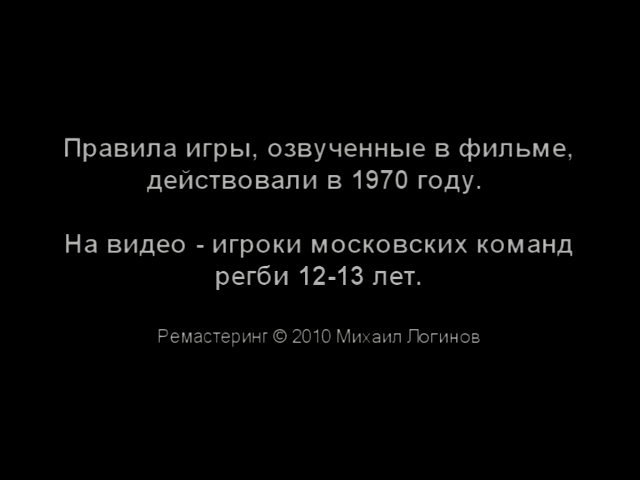 Правила игры, озвученные в фильме,
действовали в 1970 году.
На видео - игроки московских команд
регби 12-13 лет.
Ремастеринг © 2010 Михаил Логинов